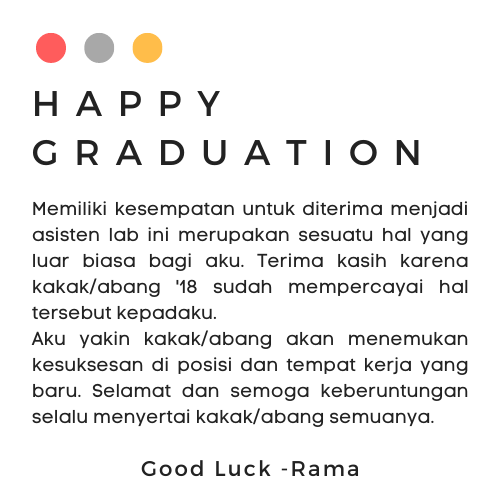 HAPPY
GRADUATION
Memiliki kesempatan untuk diterima menjadi
asisten lab ini merupakan sesuatu hal yang
luar biasa bagi aku. Terima kasih karena
kakak/abang '18 sudah mempercayai hal
tersebut kepadaku.
Aku yakin kakak/abang akan menemukan
kesuksesan di posisi dan tempat kerja yang
baru. Selamat dan semoga keberuntungan
selalu menyertai kakak/abang semuanya.
Good Luck -Rama